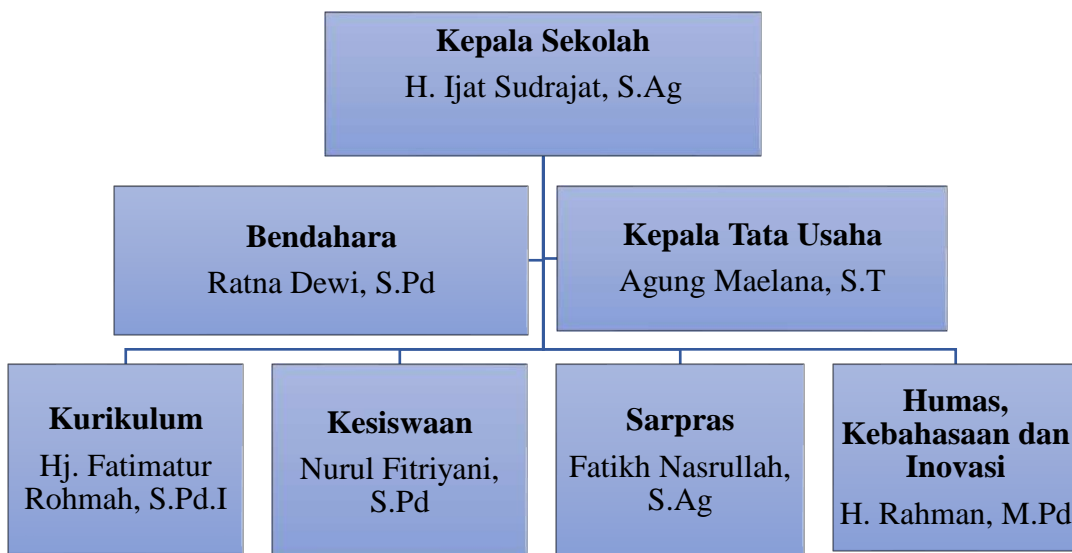 Kepala Sekolah
H. Ijat Sudrajat, S.Ag
Bendahara
Ratna Dewi, S.Pd
Kepala Tata Usaha
Agung Maelana, S.T
Kurikulum
Hj. Fatimatur
Rohmah, S.Pd.I
Kesiswaan
Nurul Fitriyani,
S.Pd
Sarpras
Fatikh Nasrullah,
S.Ag
Humas,
Kebahasaan dan
Inovasi
H. Rahman, M.Pd